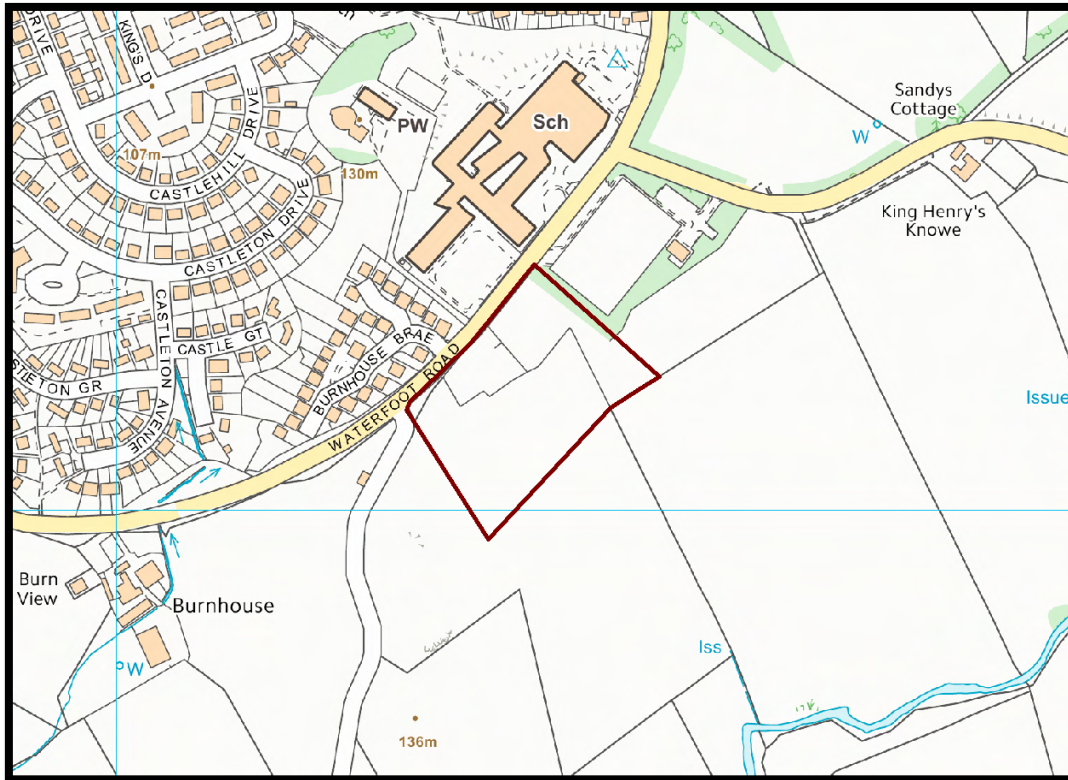 DRIVE
KING'S D
DRIVE
107m
CASTLEHILL
PW
130m
Sch
Sandys
Cottage
W
King Henry's
Knowe
CASTLETON DRIVE
CASTLETON AVENUE
CASTLE GT
STLETON GR
BURNHOUSE BRAE
WATERFOOT ROAD
Issue
Burn
View
Burnhouse
W
Iss
136m